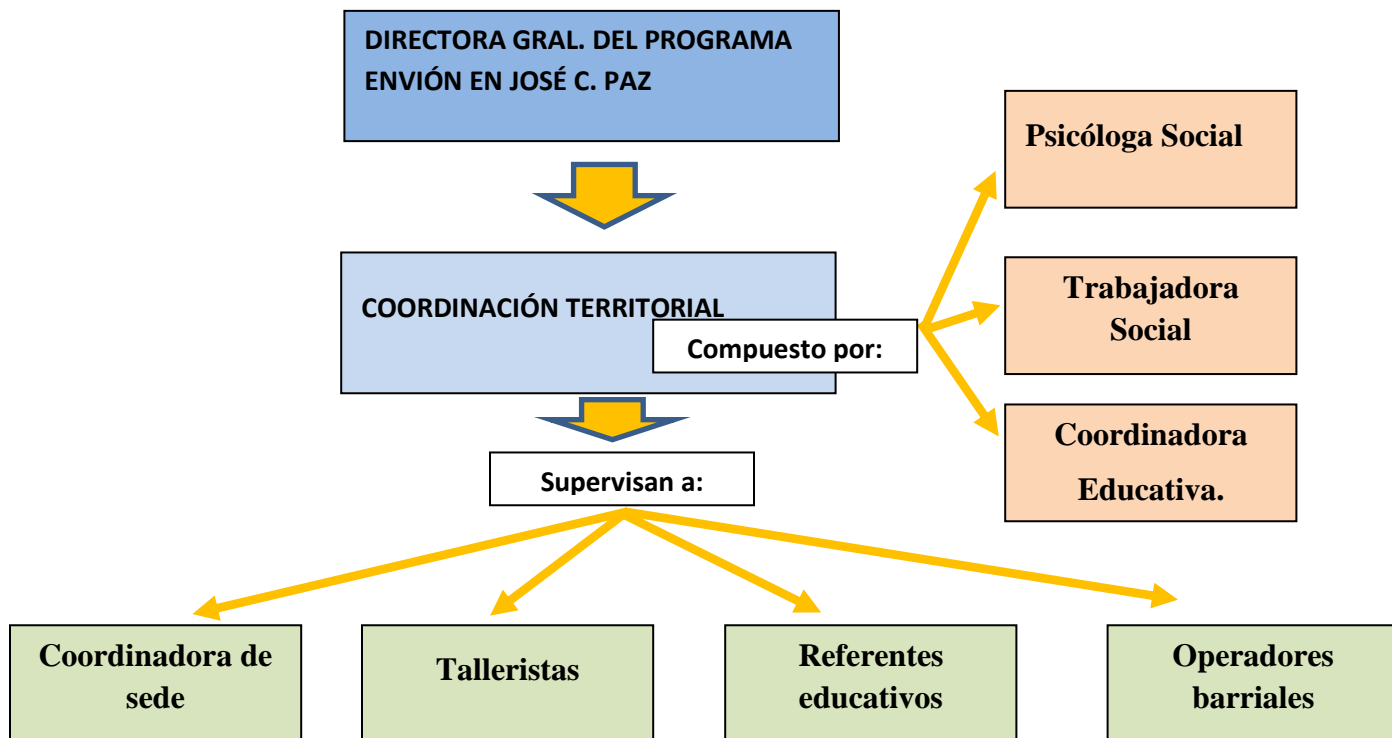 DIRECTORA GRAL. DEL PROGRAMA
ENVIÓN EN JOSÉ C. PAZ
Psicóloga Social
COORDINACIÓN TERRITORIAL
Compuesto por:
Trabajadora
Social
Coordinadora
Educativa.
Supervisan a:
Coordinadora de
sede
Talleristas
Referentes
educativos
Operadores
barriales